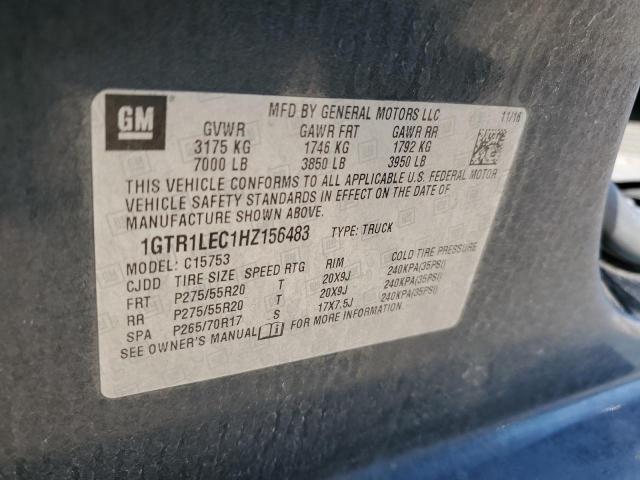 GM
MFD BY GENERAL MOTORS LLC 11/16
GVWR GAWR FRT GAWR RR
3175 KG 1746 KG 1792 KG
7000 LB 3850 LB 3950 LB
THIS VEHICLE CONFORMS TO ALL APPLICABLE U.S. FEDERAL MOTOR
VEHICLE SAFETY STANDARDS IN EFFECT ON THE DATE OF
MANUFACTURE SHOWN ABOVE.
1GTR1LEC1HZ156483 TYPE: TRUCK
MODEL: C15753
CJDD TIRE SIZE SPEED RTG RIM COLD TIRE PRESSURE
FRT P275/55R20 T 20X9J 240KPA(35PSI)
RR P275/55R20 T 20X9J 240KPA(35PSI)
SPA P265/70R17 S 17X7.5J 240KPA(35PSI)
SEE OWNER'S MANUAL FOR MORE INFORMATION.